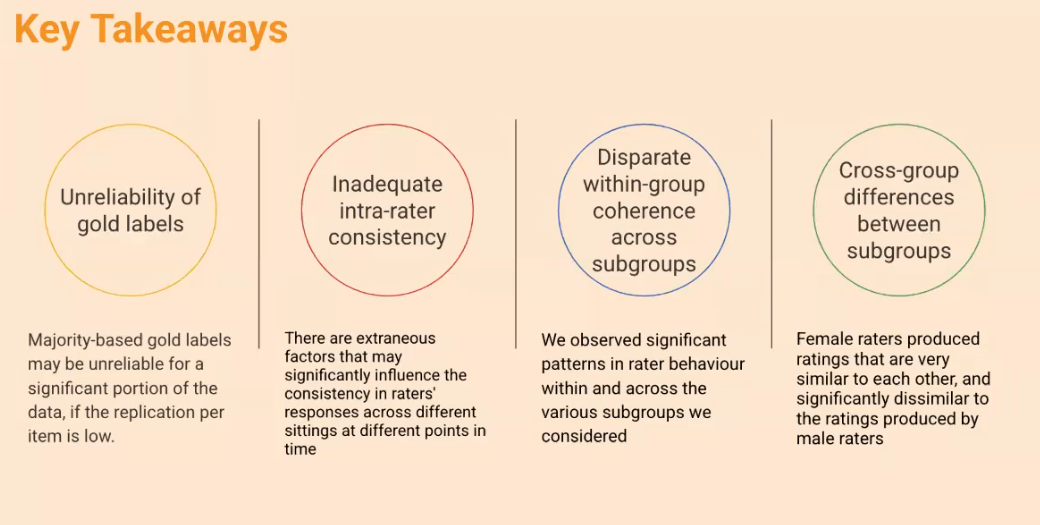 Key Takeaways
Unreliability of
gold labels
Majority-based gold labels
may be unreliable for a
significant portion of the
data, if the replication per
item is low.
Inadequate
intra-rater
consistency
There are extraneous
factors that may
significantly influence the
consistency in raters'
responses across different
sittings at different points in
time
Disparate
within-group
coherence
across
subgroups
We observed significant
patterns in rater behaviour
within and across the
various subgroups we
considered
Cross-group
differences
between
subgroups
Female raters produced
ratings that are very
similar to each other, and
significantly dissimilar to
the ratings produced by
male raters